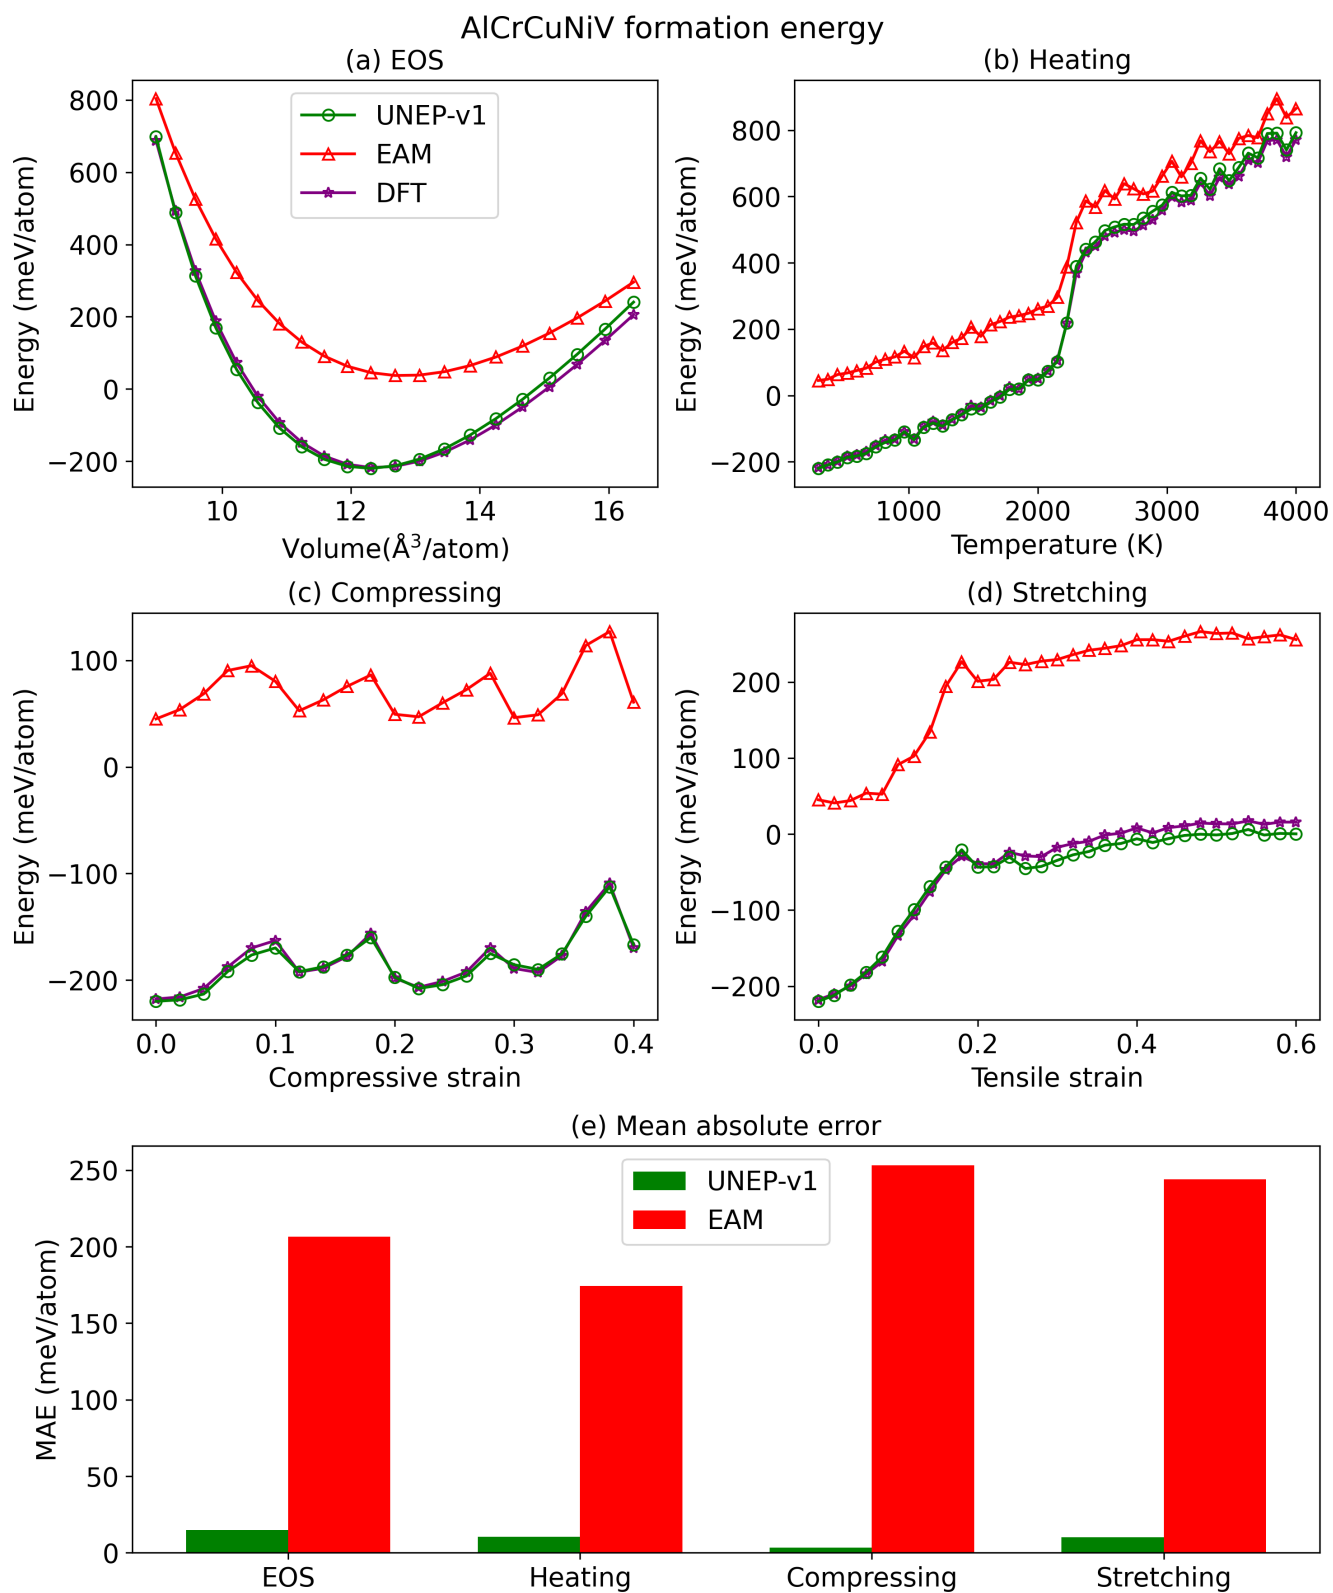 AlCrCuNiV formation energy
(a) EOS
800
600
400
200
0
−200
Energy (meV/atom)
UNEP-v1
EAM
DFT
10
12
14
16
Volume(Å³/atom)
(b) Heating
800
600
400
200
0
−200
Energy (meV/atom)
1000
2000
3000
4000
Temperature (K)
(c) Compressing
100
0
−100
−200
Energy (meV/atom)
0.0
0.1
0.2
0.3
0.4
Compressive strain
(d) Stretching
200
100
0
−100
−200
Energy (meV/atom)
0.0
0.2
0.4
0.6
Tensile strain
(e) Mean absolute error
250
200
150
100
50
0
MAE (meV/atom)
UNEP-v1
EAM
EOS
Heating
Compressing
Stretching